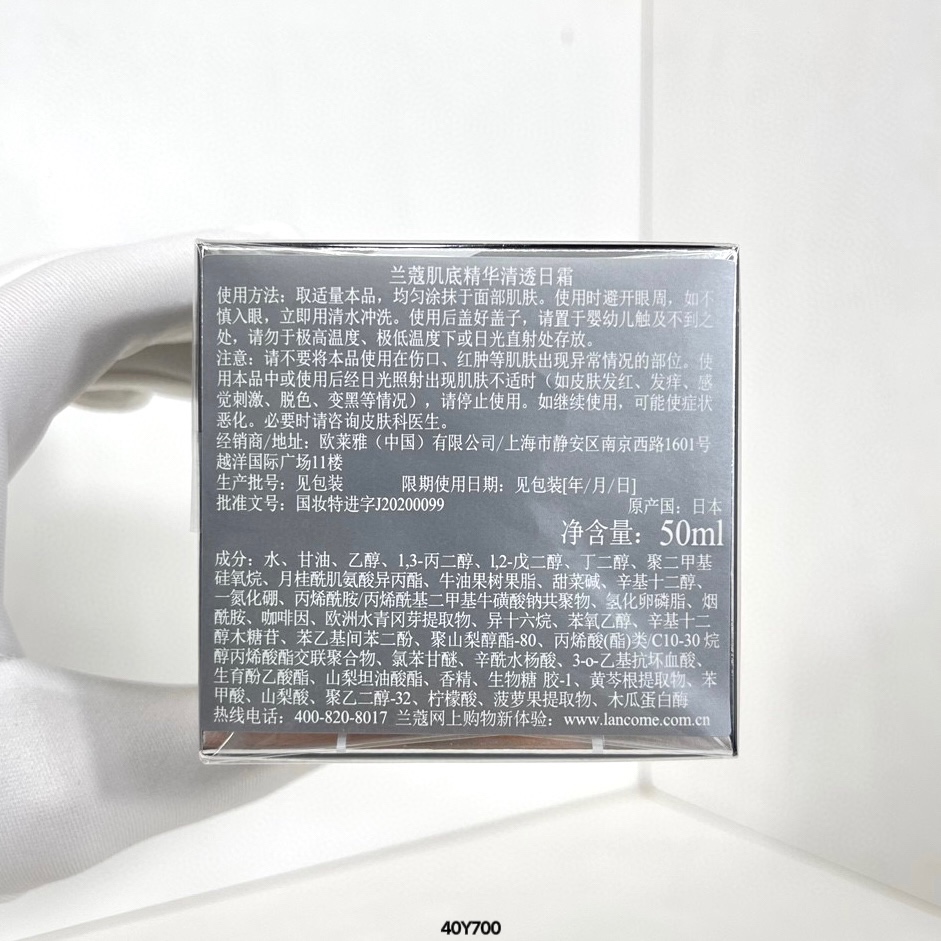 兰蔻肌底精华清透日霜
使用方法：取适量本品，均匀涂抹于面部肌肤。使用时避开眼周，如不
慎入眼，立即用清水冲洗。使用后盖好盖子，请置于婴幼儿触及不到之
处，请勿于极高温度、极低温度下或日光直射处存放。
注意：请不要将本品使用在伤口、红肿等肌肤出现异常情况的部位。使
用本品中或使用后经日光照射出现肌肤不适时（如皮肤发红、发痒、感
觉刺激、脱色、变黑等情况），请停止使用。如继续使用，可能使症状
恶化。必要时请咨询皮肤科医生。
经销商/地址：欧莱雅（中国）有限公司/上海市静安区南京西路1601号
越洋国际广场11楼
生产批号：见包装 限期使用日期：见包装[年/月/日]
批准文号：国妆特进字J20200099 原产国：日本
净含量：50ml
成分：水、甘油、乙醇、1,3-丙二醇、1,2-戊二醇、丁二醇、聚二甲基
硅氧烷、月桂酰肌氨酸异丙酯、牛油果树果脂、甜菜碱、辛基十二醇、
一氮化硼、丙烯酰胺/丙烯酰基二甲基牛磺酸钠共聚物、氢化卵磷脂、烟
酰胺、咖啡因、欧洲水青冈芽提取物、异十六烷、苯氧乙醇、辛基十二
醇木糖苷、苯乙基间苯二酚、聚山梨醇酯-80、丙烯酸(酯)类/C10-30 烷
醇丙烯酸酯交联聚合物、氯苯甘醚、辛酰水杨酸、3-o-乙基抗坏血酸、
生育酚乙酸酯、山梨坦油酸酯、香精、生物糖 胶-1、黄芩根提取物、苯
甲酸、山梨酸、聚乙二醇-32、柠檬酸、菠萝果提取物、木瓜蛋白酶
热线电话：400-820-8017 兰蔻网上购物新体验：www.lancome.com.cn
40Y700